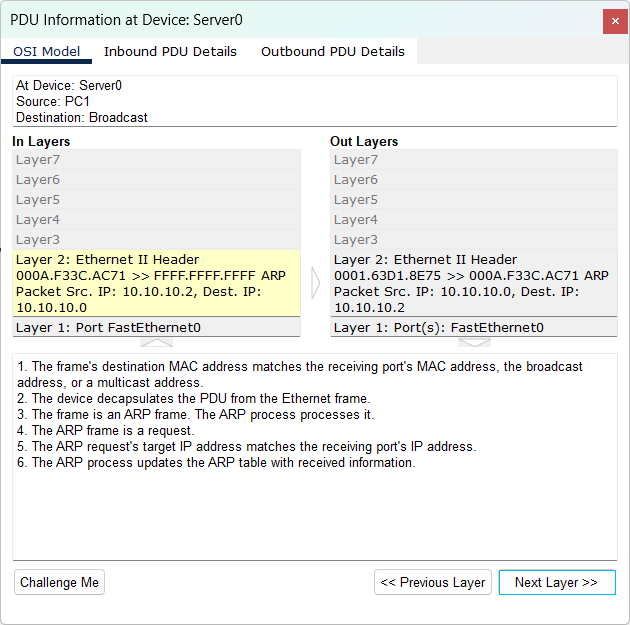 PDU Information at Device: Server0
OSI Model Inbound PDU Details Outbound PDU Details
At Device: Server0
Source: PC1
Destination: Broadcast
In Layers
Layer7
Layer6
Layer5
Layer4
Layer3
Layer 2: Ethernet II Header
000A.F33C.AC71 >> FFFF.FFFF.FFFF ARP
Packet Src. IP: 10.10.10.2, Dest. IP:
10.10.10.0
Layer 1: Port FastEthernet0
Out Layers
Layer7
Layer6
Layer5
Layer4
Layer3
Layer 2: Ethernet II Header
0001.63D1.8E75 >> 000A.F33C.AC71 ARP
Packet Src. IP: 10.10.10.0, Dest. IP:
10.10.10.2
Layer 1: Port(s): FastEthernet0
1. The frame's destination MAC address matches the receiving port's MAC address, the broadcast
address, or a multicast address.
2. The device decapsulates the PDU from the Ethernet frame.
3. The frame is an ARP frame. The ARP process processes it.
4. The ARP frame is a request.
5. The ARP request's target IP address matches the receiving port's IP address.
6. The ARP process updates the ARP table with received information.
Challenge Me << Previous Layer Next Layer >>